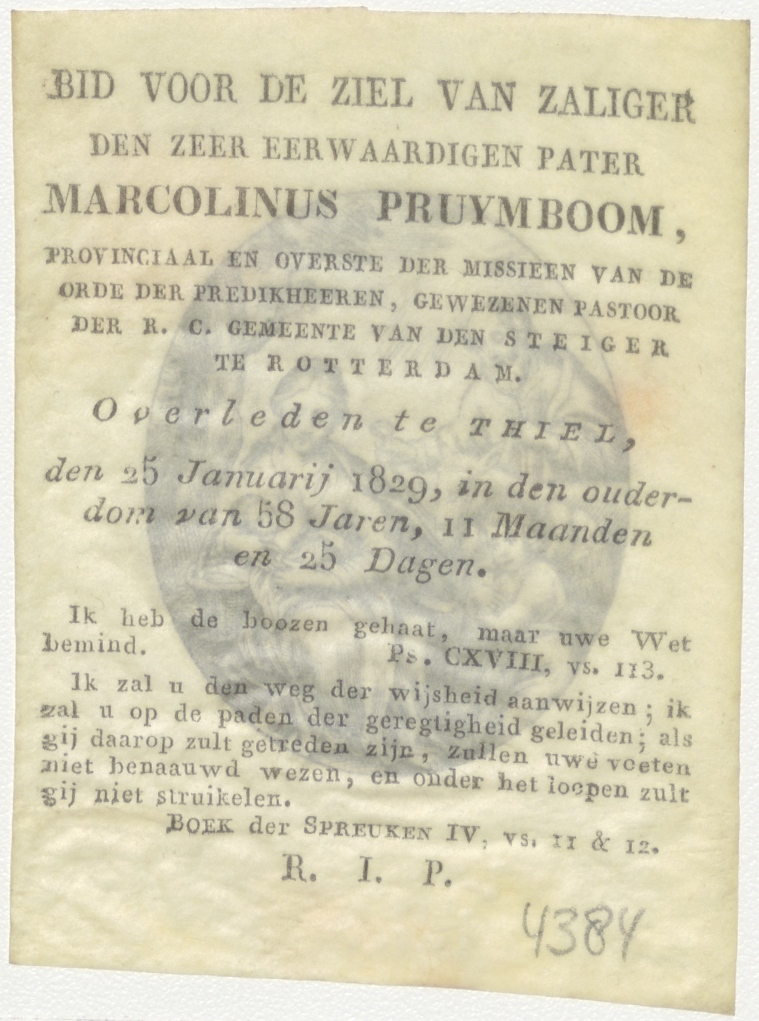 BID VOOR DE ZIEL VAN ZALIGER
DEN ZEER EERWAARDIGEN PATER
MARCOLINUS PRUYMBOOM,
PROVINCIAAL EN OVERSTE DER MISSIEEN VAN DE
ORDE DER PREDIKHEEREN, GEWEZENEN PASTOOR
DER R. C. GEMEENTE VAN DEN STEIGER
TE ROTTERDAM.
Overleden te THIEL,
den 25 Januarij 1829, in den ouder-
dom van 58 Jaren, 11 Maanden
en 25 Dagen.
Ik heb de boozen gehaat, maar uwe Wet
bemind. Ps. CXVIII, vs. 113.
Ik zal u den weg der wijsheid aanwijzen; ik
zal u op de paden der geregtigheid geleiden; als
gij daarop zult getreden zijn, zullen uwe voeten
niet benaauwd wezen, en onder het loopen zult
gij niet struikelen.
BOEK der SPREUKEN IV, vs. 11 & 12.
R. I. P.
4384